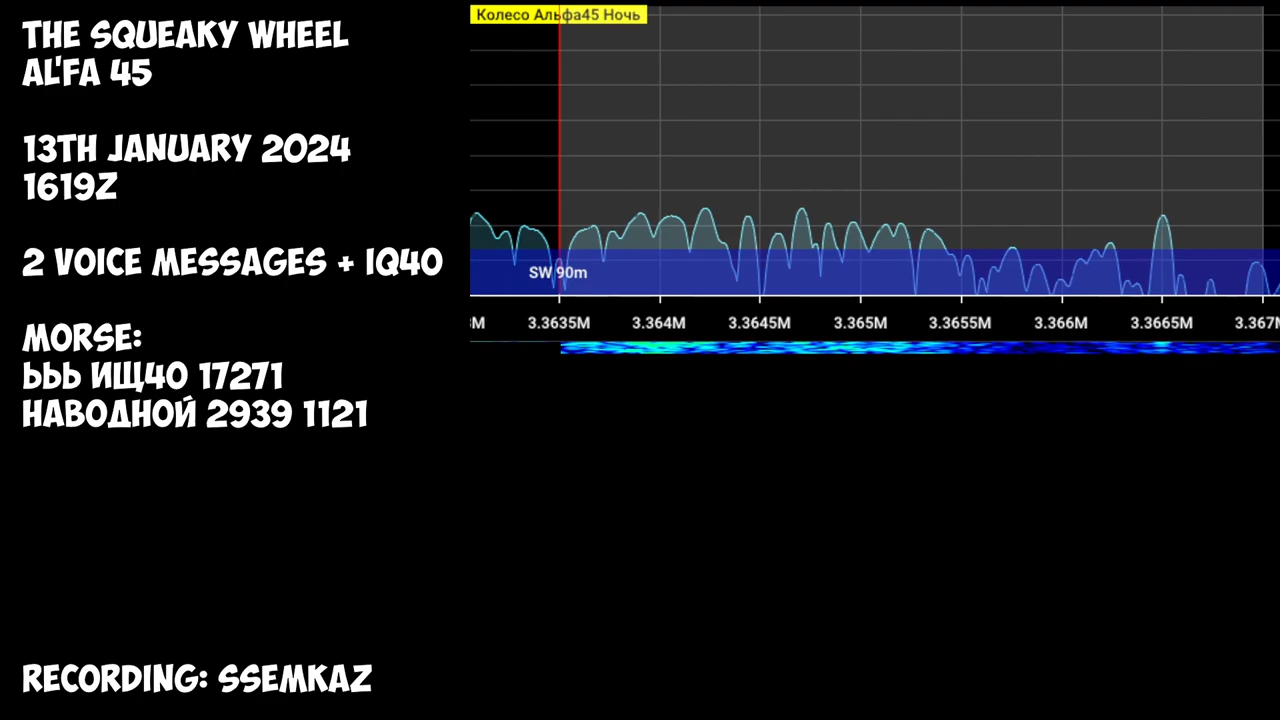 THE SQUEAKY WHEEL
AL'FA 45
13TH JANUARY 2024
1619Z
2 VOICE MESSAGES + IQ40
MORSE:
ЬЬЬ ИЩ40 17271
НАВОДНОЙ 2939 1121
RECORDING: SSEMKAZ
Колесо Альфа45 Ночь
SW 90m
3.3635M 3.364M 3.3645M 3.365M 3.3655M 3.366M 3.3665M